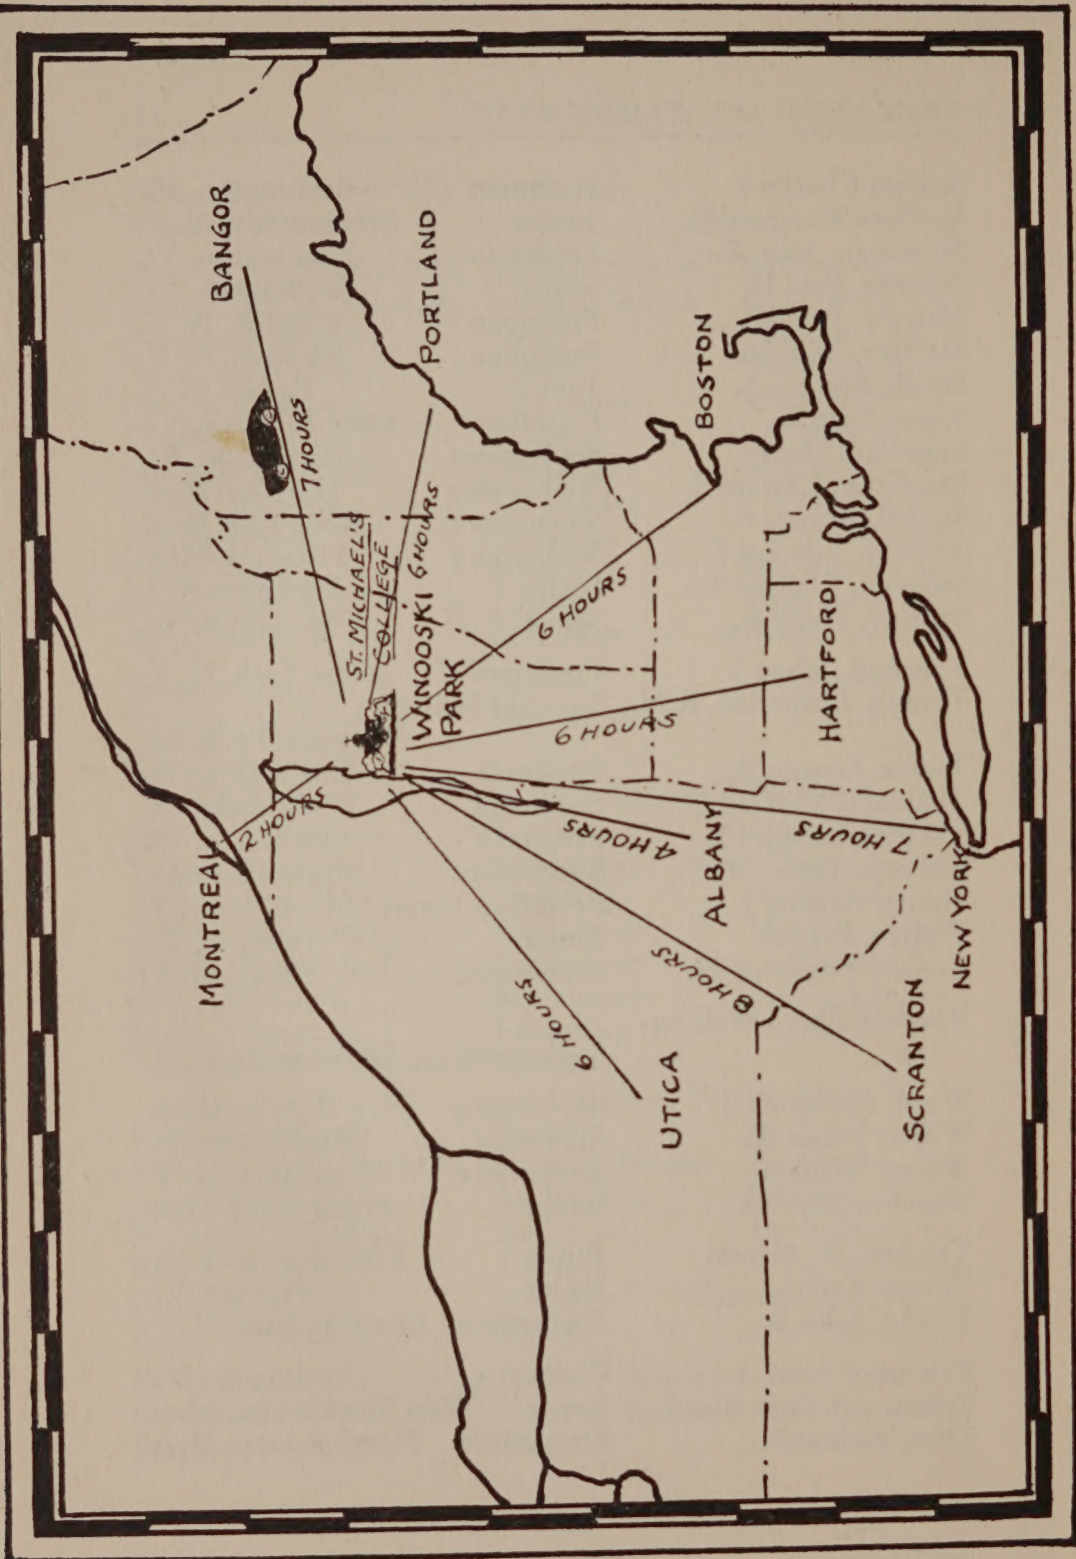 BANGOR
7 HOURS
PORTLAND
6 HOURS
ST. MICHAEL'S
COLLEGE
WINOOSKI
PARK
BOSTON
6 HOURS
MONTREAL
2 HOURS
HARTFORD
6 HOURS
ALBANY
4 HOURS
NEW YORK
7 HOURS
UTICA
6 HOURS
SCRANTON
8 HOURS